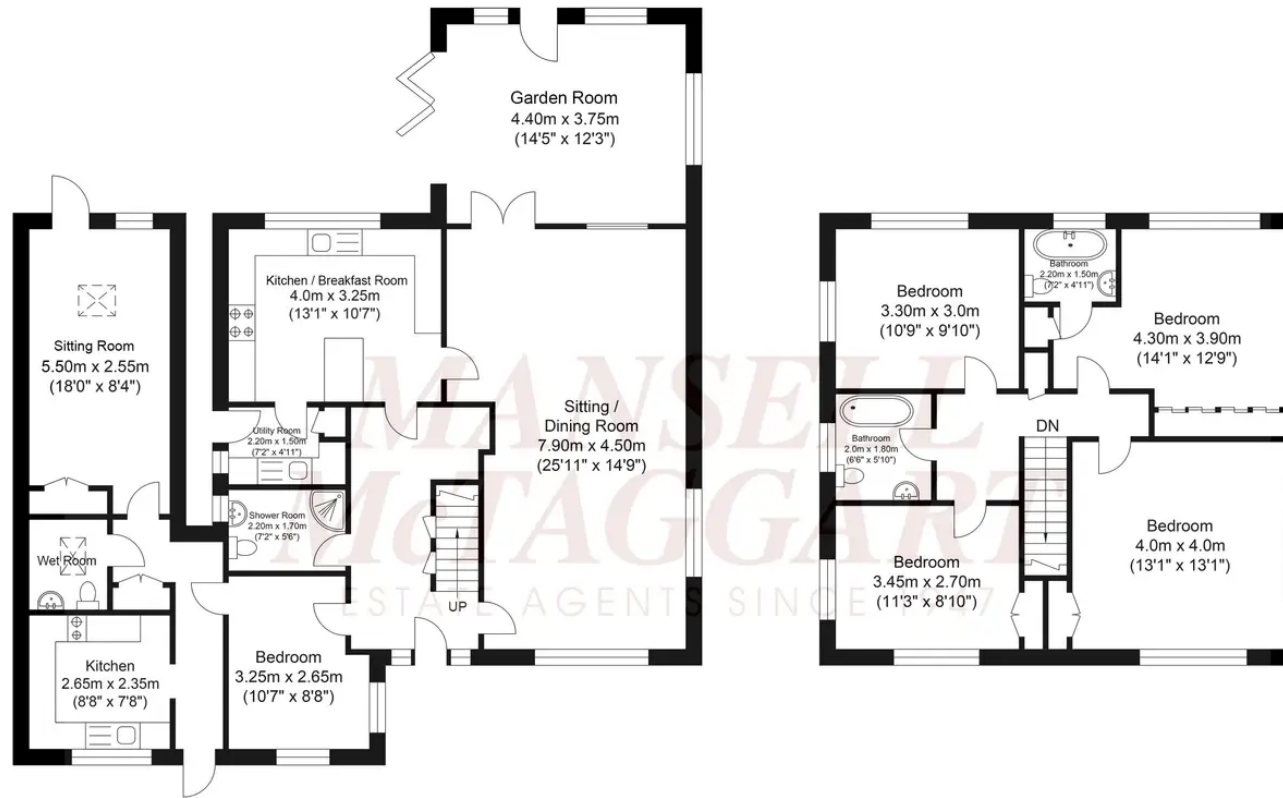 Garden Room
4.40m x 3.75m
(14'5" x 12'3")
Kitchen / Breakfast Room
4.0m x 3.25m
(13'1" x 10'7")
Sitting Room
5.50m x 2.55m
(18'0" x 8'4")
Sitting /
Dining Room
7.90m x 4.50m
(25'11" x 14'9")
Utility Room
2.20m x 1.50m
(7'2" x 4'11")
Shower Room
2.20m x 1.70m
(7'2" x 5'6")
Wet Room
UP
Kitchen
2.65m x 2.35m
(8'8" x 7'8")
Bedroom
3.25m x 2.65m
(10'7" x 8'8")
Bedroom
3.30m x 3.0m
(10'9" x 9'10")
Bathroom
2.20m x 1.50m
(7'2" x 4'11")
Bedroom
4.30m x 3.90m
(14'1" x 12'9")
DN
Bathroom
2.0m x 1.80m
(6'6" x 5'10")
Bedroom
3.45m x 2.70m
(11'3" x 8'10")
Bedroom
4.0m x 4.0m
(13'1" x 13'1")
MANSELL
McTAGGART
ESTATE AGENTS SINCE 1947